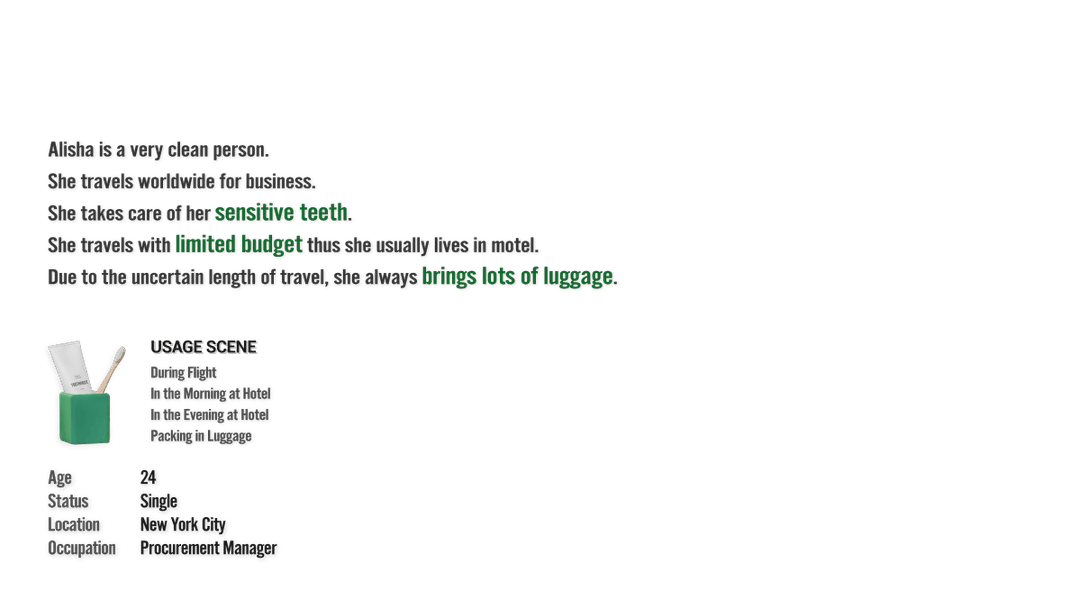 Alisha is a very clean person.
She travels worldwide for business.
She takes care of her sensitive teeth.
She travels with limited budget thus she usually lives in motel.
Due to the uncertain length of travel, she always brings lots of luggage.
USAGE SCENE
During Flight
In the Morning at Hotel
In the Evening at Hotel
Packing in Luggage
Age 24
Status Single
Location New York City
Occupation Procurement Manager